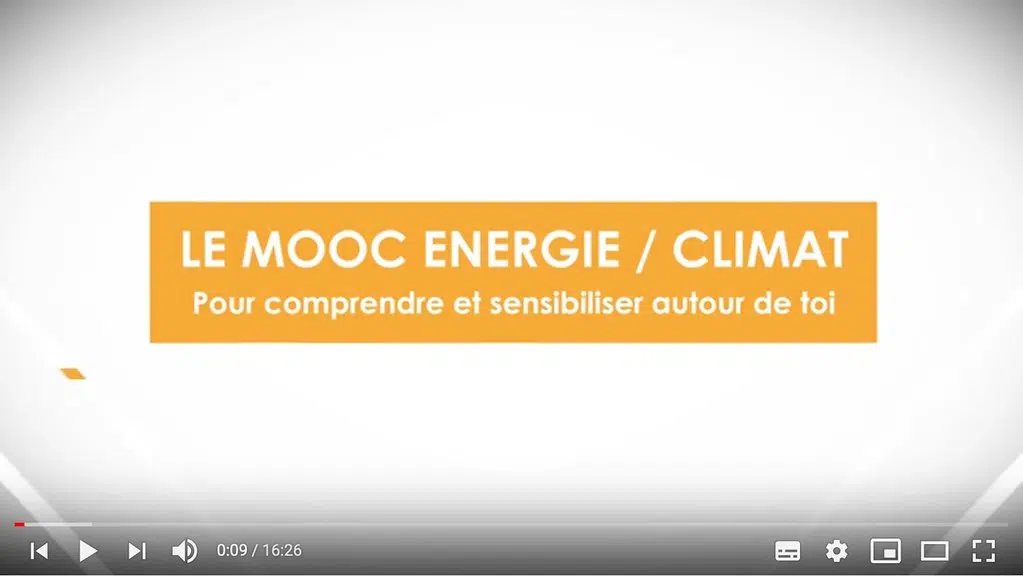 LE MOOC ENERGIE / CLIMAT
Pour comprendre et sensibiliser autour de toi
0:09 / 16:26